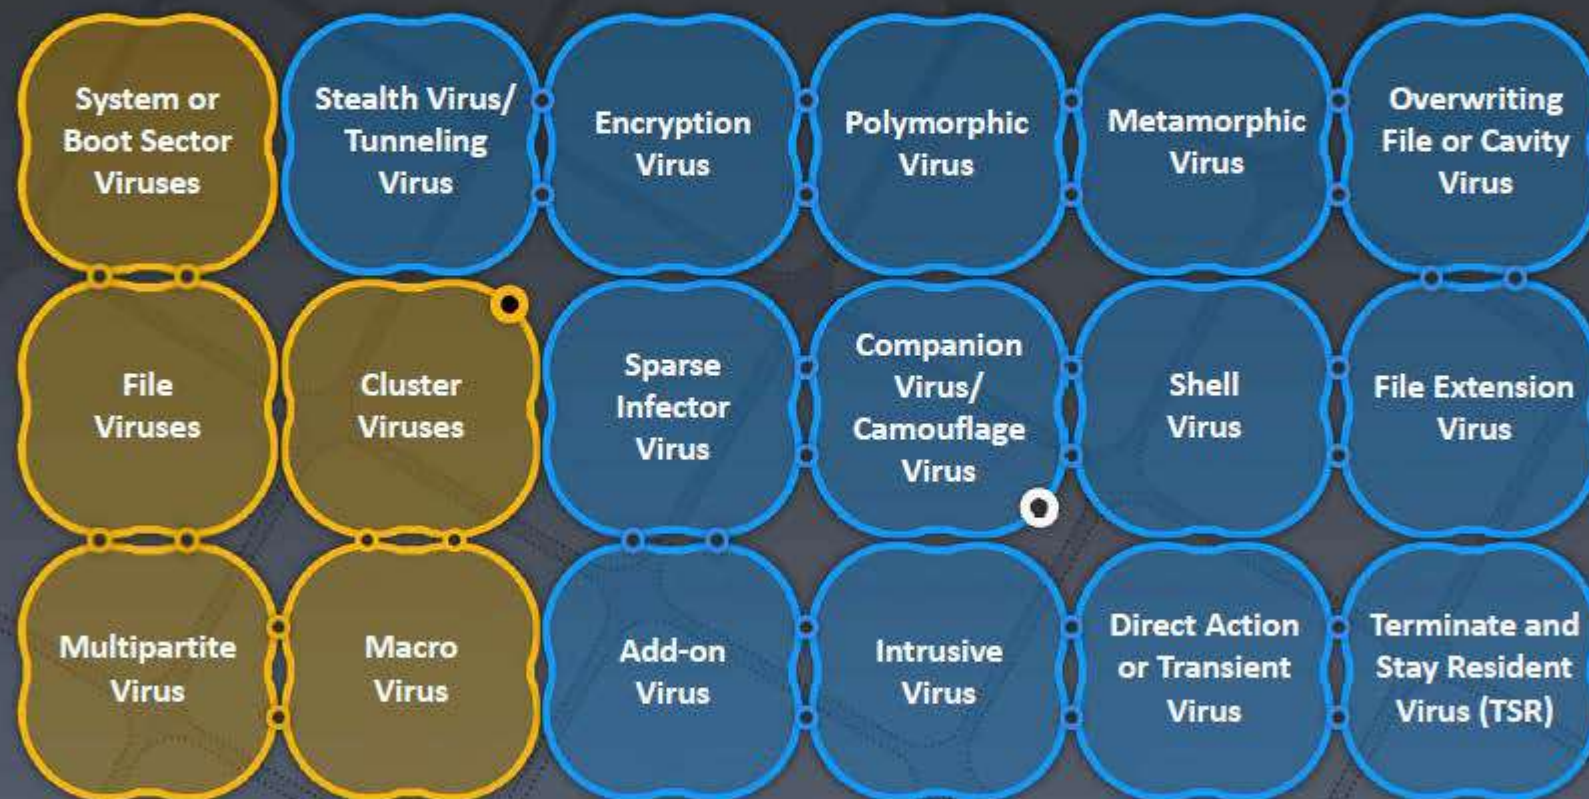 System or
Boot Sector
Viruses
Stealth Virus/
Tunneling
Virus
Encryption
Virus
Polymorphic
Virus
Metamorphic
Virus
Overwriting
File or Cavity
Virus
File
Viruses
Cluster
Viruses
Sparse
Infector
Virus
Companion
Virus/
Camouflage
Virus
Shell
Virus
File Extension
Virus
Multipartite
Virus
Macro
Virus
Add-on
Virus
Intrusive
Virus
Direct Action
or Transient
Virus
Terminate and
Stay Resident
Virus (TSR)